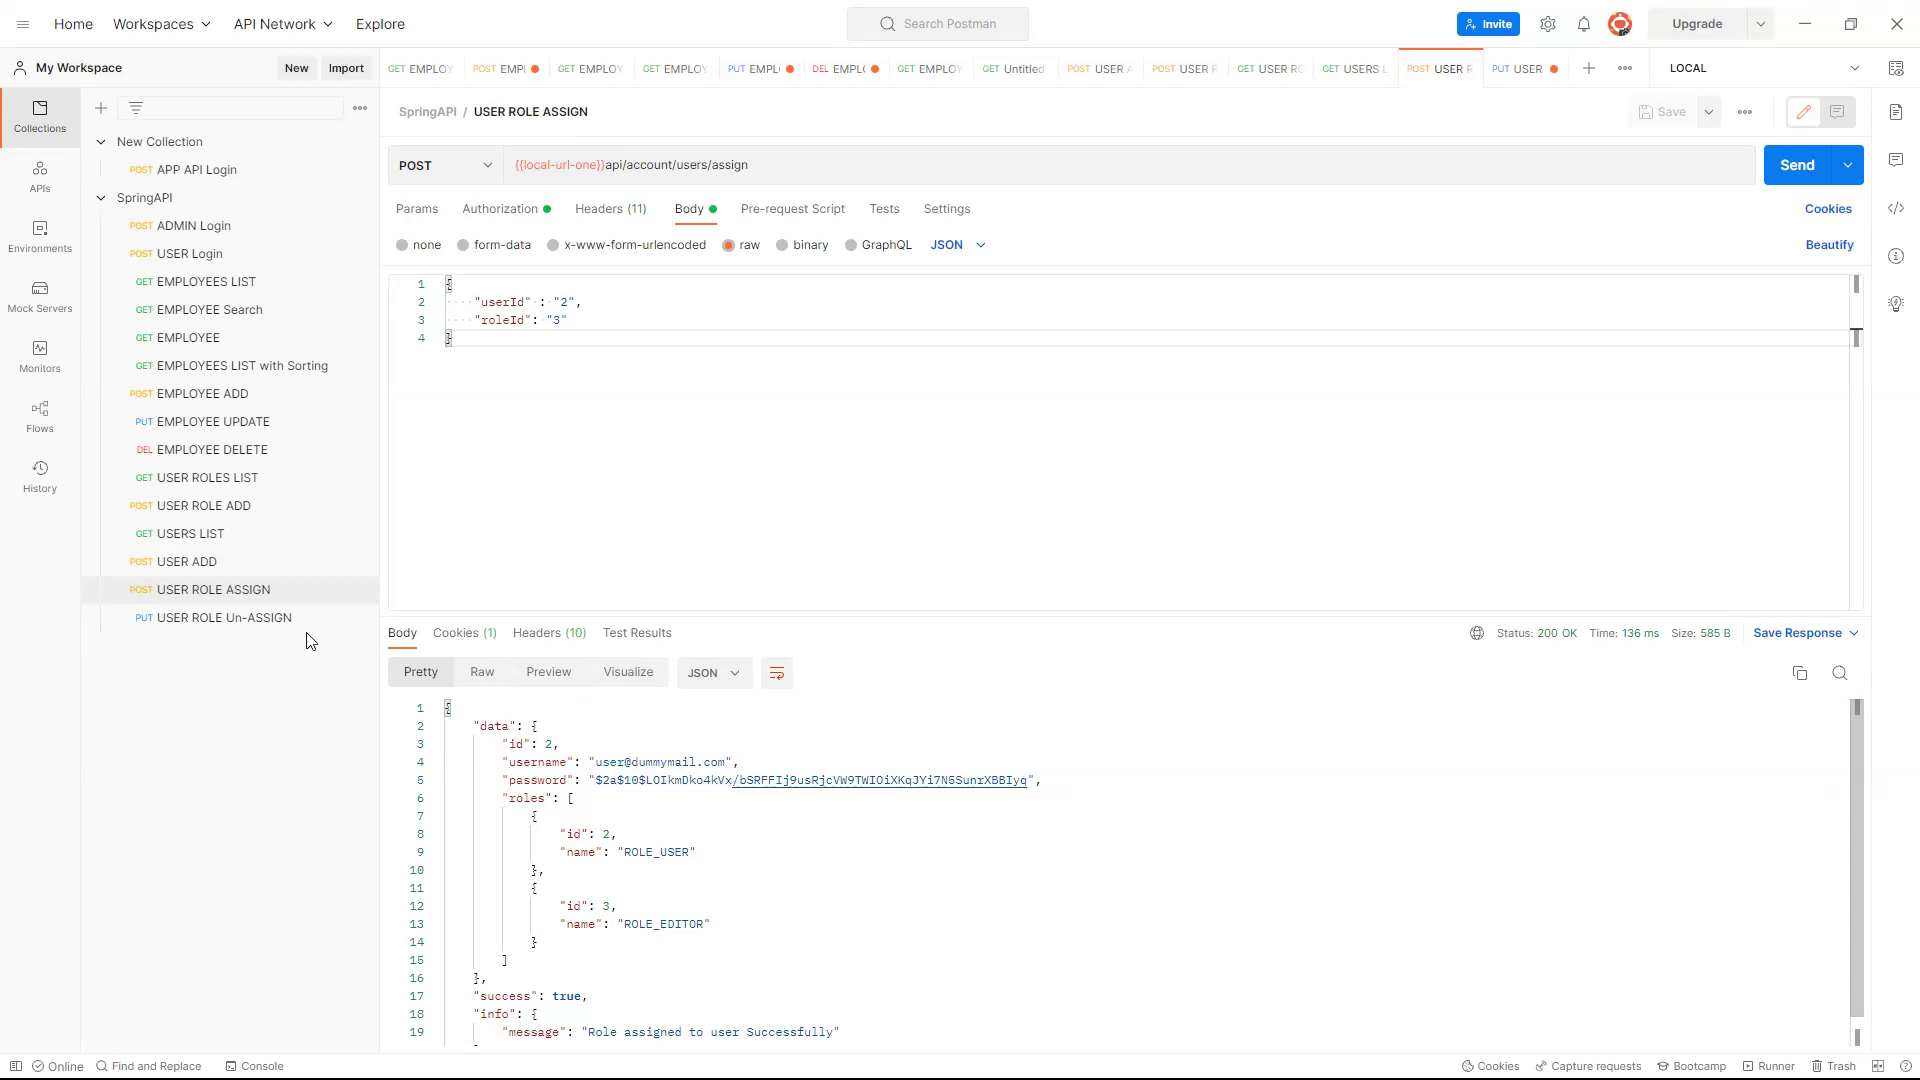 Home Workspaces API Network Explore Search Postman Invite Upgrade
My Workspace New Import
GET EMPLOY POST EMPl GET EMPLOY GET EMPLOY PUT EMPL DEL EMPLO GET EMPLOY GET Untitled POST USER A POST USER R GET USER RO GET USERS L POST USER R PUT USER LOCAL
Collections
APIs
Environments
Mock Servers
Monitors
Flows
History
New Collection
POST APP API Login
SpringAPI
POST ADMIN Login
POST USER Login
GET EMPLOYEES LIST
GET EMPLOYEE Search
GET EMPLOYEE
GET EMPLOYEES LIST with Sorting
POST EMPLOYEE ADD
PUT EMPLOYEE UPDATE
DEL EMPLOYEE DELETE
GET USER ROLES LIST
POST USER ROLE ADD
GET USERS LIST
POST USER ADD
POST USER ROLE ASSIGN
PUT USER ROLE Un-ASSIGN
SpringAPI / USER ROLE ASSIGN Save
POST {{local-url-one}}api/account/users/assign Send
Params Authorization Headers (11) Body Pre-request Script Tests Settings Cookies
none form-data x-www-form-urlencoded raw binary GraphQL JSON Beautify
1 {
2 "userId" : "2",
3 "roleId": "3"
4 }
Body Cookies (1) Headers (10) Test Results Status: 200 OK Time: 136 ms Size: 585 B Save Response
Pretty Raw Preview Visualize JSON
1 {
2 "data": {
3 "id": 2,
4 "username": "user@dummymail.com",
5 "password": "$2a$10$LOIkmDko4kVx/bSRFFIj9usRjcVW9TWIOiXKqJYi7N5SunrXBBIyq",
6 "roles": [
7 {
8 "id": 2,
9 "name": "ROLE_USER"
10 },
11 {
12 "id": 3,
13 "name": "ROLE_EDITOR"
14 }
15 ]
16 },
17 "success": true,
18 "info": {
19 "message": "Role assigned to user Successfully"
Online Find and Replace Console Cookies Capture requests Bootcamp Runner Trash